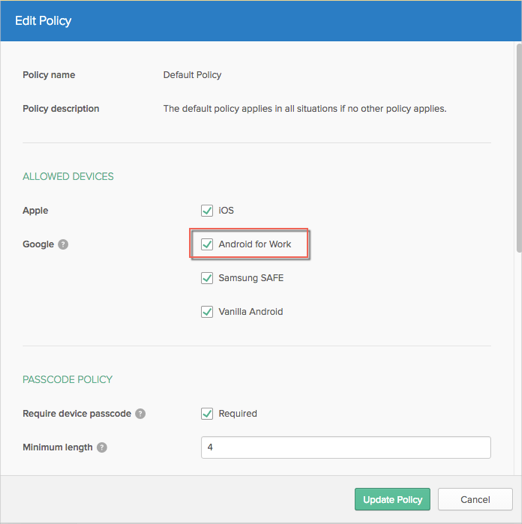 Edit Policy
Policy name Default Policy
Policy description The default policy applies in all situations if no other policy applies.
ALLOWED DEVICES
Apple iOS
Google ? Android for Work
Samsung SAFE
Vanilla Android
PASSCODE POLICY
Require device passcode ? Required
Minimum length ? 4
Update Policy Cancel